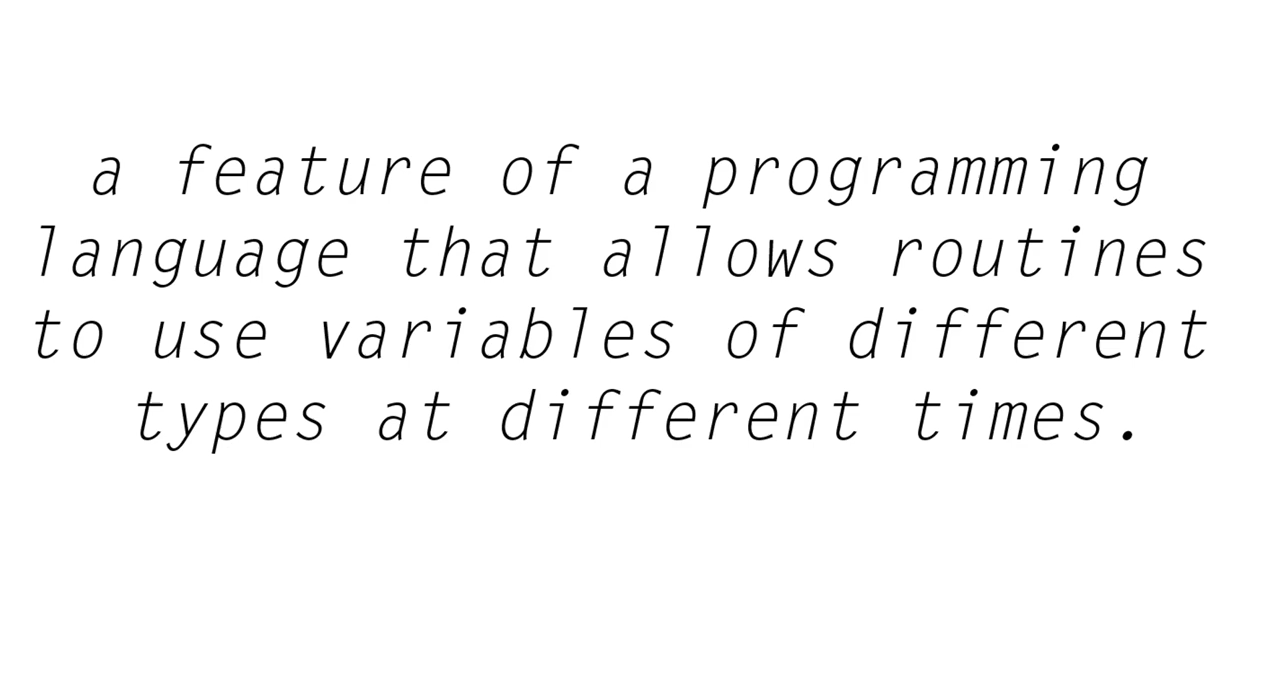 a feature of a programming
language that allows routines
to use variables of different
types at different times.